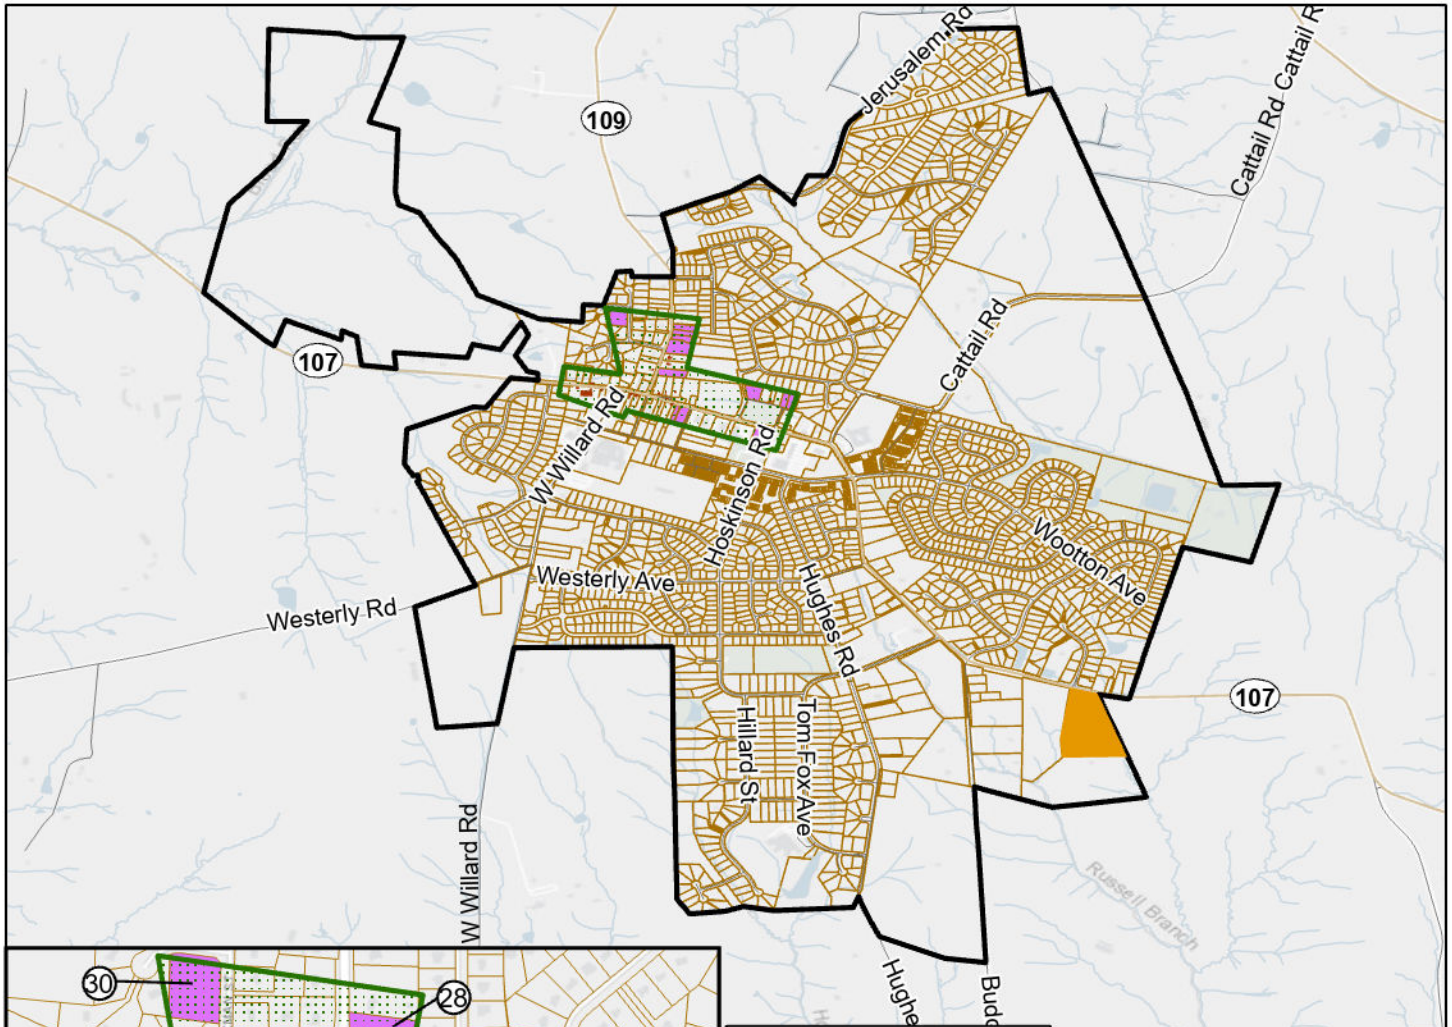 Jerusalem Rd
Cattail R
109
Cattail Rd
107
Cattail Rd
W Willard Rd
Hoskinson Rd
Wootton Ave
Westerly Ave
Hughes Rd
Westerly Rd
107
Hillard St
Tom Fox Ave
W Willard Rd
Russell Branch
30
28
Hughe
Budd